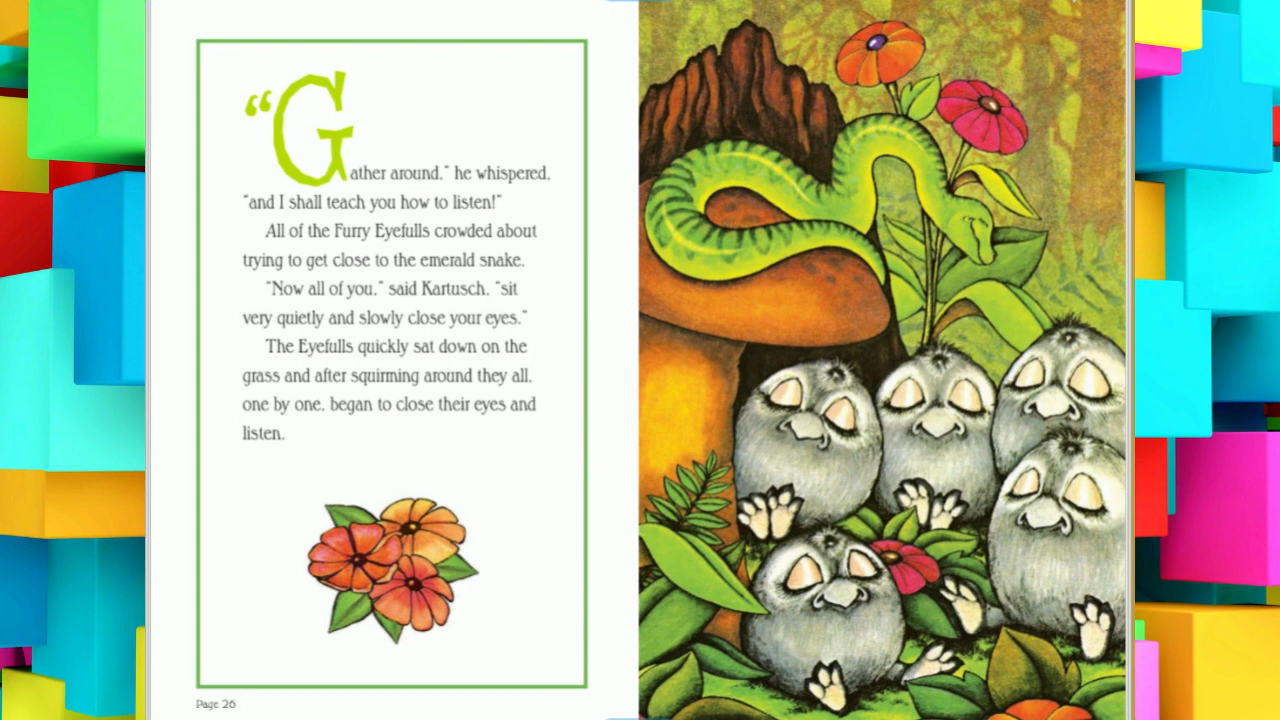 “Gather around,” he whispered,
“and I shall teach you how to listen!”
All of the Furry Eyefulls crowded about
trying to get close to the emerald snake.
“Now all of you,” said Kartusch, “sit
very quietly and slowly close your eyes.”
The Eyefulls quickly sat down on the
grass and after squirming around they all,
one by one, began to close their eyes and
listen.
Page 26